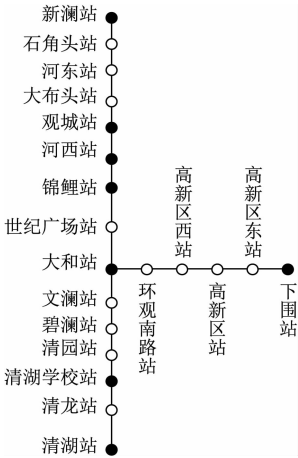 新澜站
石角头站
河东站
大布头站
观城站
河西站
锦鲤站
世纪广场站
大和站
文澜站
碧澜站
清园站
清湖学校站
清龙站
清湖站
环观南路站
高新区西站
高新区站
高新区东站
下围站